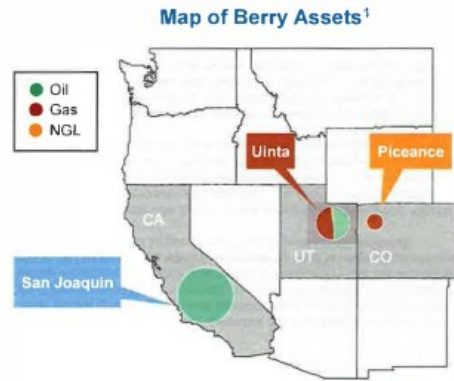 Map of Berry Assets¹
Oil
Gas
NGL
Uinta
Piceance
CA
UT
CO
San Joaquin